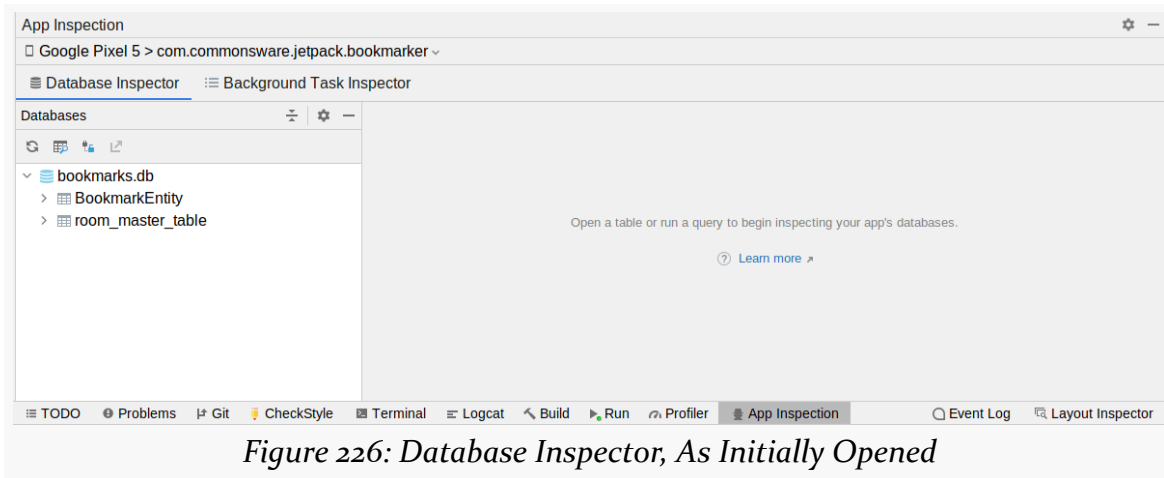 App Inspection
Google Pixel 5 > com.commonsware.jetpack.bookmarker
Database Inspector Background Task Inspector
Databases
bookmarks.db
BookmarkEntity
room_master_table
Open a table or run a query to begin inspecting your app's databases.
? Learn more
TODO Problems Git CheckStyle Terminal Logcat Build Run Profiler App Inspection Event Log Layout Inspector
Figure 226: Database Inspector, As Initially Opened